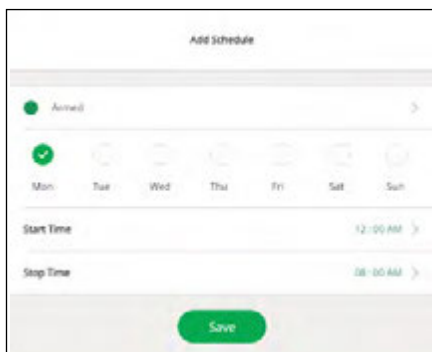 Add Schedule
Armed
Mon Tue Wed Thu Fri Sat Sun
Start Time 12 : 00 AM
Stop Time 08 : 00 AM
Save